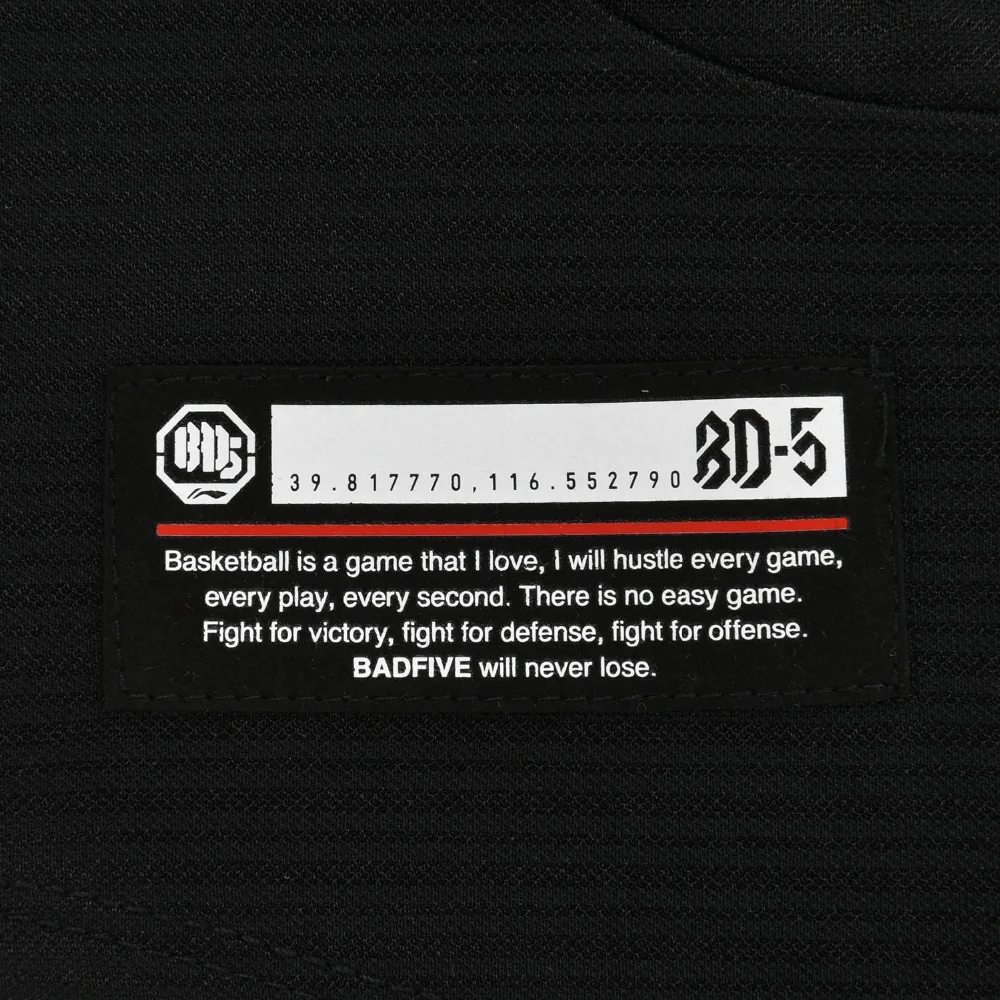 BD5
39.817770,116.552790 BD-5
Basketball is a game that I love, I will hustle every game,
every play, every second. There is no easy game.
Fight for victory, fight for defense, fight for offense.
BADFIVE will never lose.